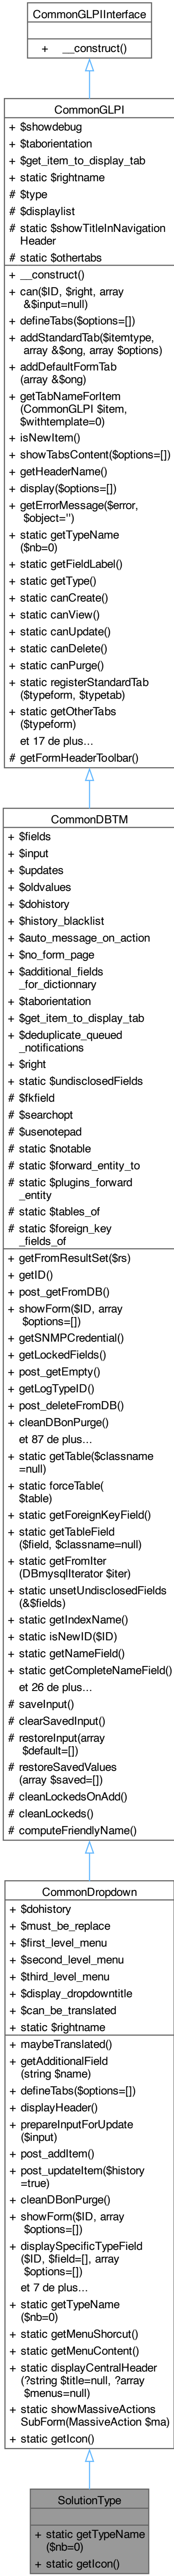 CommonGLPIInterface
+ __construct()
CommonGLPI
+ $showdebug
+ $taborientation
+ $get_item_to_display_tab
+ static $rightname
# $type
# $displaylist
# static $showTitleInNavigation
Header
# static $othertabs
+ __construct()
+ can($ID, $right, array
&$input=null)
+ defineTabs($options=[])
+ addStandardTab($itemtype,
array &$ong, array $options)
+ addDefaultFormTab
(array &$ong)
+ getTabNameForItem
(CommonGLPI $item,
$withtemplate=0)
+ isNewItem()
+ showTabsContent($options=[])
+ getHeaderName()
+ display($options=[])
+ getErrorMessage($error,
$object='')
+ static getTypeName
($nb=0)
+ static getFieldLabel()
+ static getType()
+ static canCreate()
+ static canView()
+ static canUpdate()
+ static canDelete()
+ static canPurge()
+ static registerStandardTab
($typeform, $typetab)
+ static getOtherTabs
($typeform)
et 17 de plus...
# getFormHeaderToolbar()
CommonDBTM
+ $fields
+ $input
+ $updates
+ $oldvalues
+ $dohistory
+ $history_blacklist
+ $auto_message_on_action
+ $no_form_page
+ $additional_fields
_for_dictionnary
+ $taborientation
+ $get_item_to_display_tab
+ $deduplicate_queued
_notifications
+ $right
+ static $undisclosedFields
# $fkfield
# $searchopt
# $usenotepad
# static $notable
# static $forward_entity_to
# static $plugins_forward
_entity
# static $tables_of
# static $foreign_key
_fields_of
+ getFromResultSet($rs)
+ getID()
+ post_getFromDB()
+ showForm($ID, array
$options=[])
+ getSNMPCredential()
+ getLockedFields()
+ post_getEmpty()
+ getLogTypeID()
+ post_deleteFromDB()
+ cleanDBonPurge()
et 87 de plus...
+ static getTable($classname
=null)
+ static forceTable(
$table)
+ static getForeignKeyField()
+ static getTableField
($field, $classname=null)
+ static getFromIter
(DBmysqlIterator $iter)
+ static unsetUndisclosedFields
(&$fields)
+ static getIndexName()
+ static isNewID($ID)
+ static getNameField()
+ static getCompleteNameField()
et 26 de plus...
# saveInput()
# clearSavedInput()
# restoreInput(array
$default=[])
# restoreSavedValues
(array $saved=[])
# cleanLockedsOnAdd()
# cleanLockeds()
# computeFriendlyName()
CommonDropdown
+ $dohistory
+ $must_be_replace
+ $first_level_menu
+ $second_level_menu
+ $third_level_menu
+ $display_dropdowntitle
+ $can_be_translated
+ static $rightname
+ maybeTranslated()
+ getAdditionalField
(string $name)
+ defineTabs($options=[])
+ displayHeader()
+ prepareInputForUpdate
($input)
+ post_addItem()
+ post_updateItem($history
=true)
+ cleanDBonPurge()
+ showForm($ID, array
$options=[])
+ displaySpecificTypeField
($ID, $field=[], array
$options=[])
et 7 de plus...
+ static getTypeName
($nb=0)
+ static getMenuShorcut()
+ static getMenuContent()
+ static displayCentralHeader
(?string $title=null, ?array
$menus=null)
+ static showMassiveActions
SubForm(MassiveAction $ma)
+ static getIcon()
SolutionType
+ static getTypeName
($nb=0)
+ static getIcon()